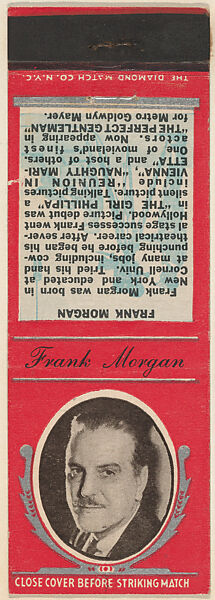 THE DIAMOND MATCH CO. N.Y.C.
FRANK MORGAN
Frank Morgan was born in
New York and educated at
Cornell Univ. Tried his hand
at many jobs, including cow-
punching before he began his
theatrical career. After sever-
al stage successes Frank went
Hollywood. Picture debut was
in "THE GIRL PHILLPA"
silent picture. Talking pictures
include "REUNION IN
VIENNA," "NAUGHTY MARI-
ETTA" and a host of others.
One of movieland's finest
actors. Now appearing in
"THE PERFECT GENTLEMAN"
for Metro Goldwyn Mayer.
Frank Morgan
CLOSE COVER BEFORE STRIKING MATCH